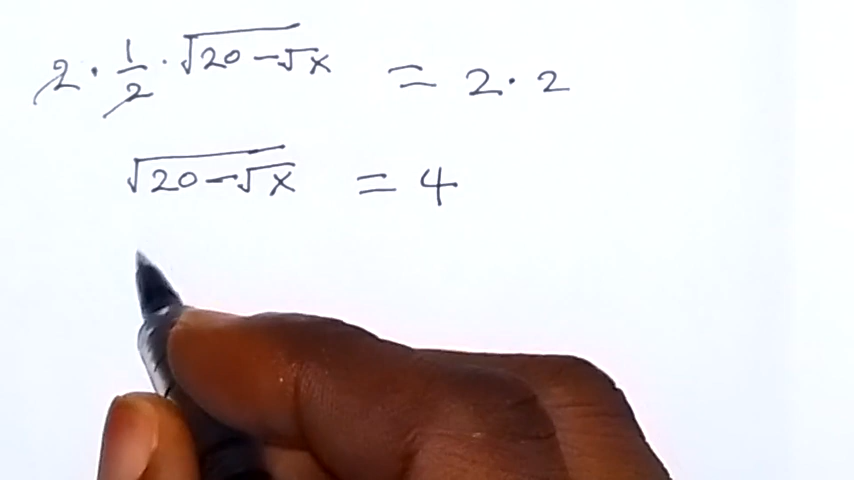 2 · 1/2 · √(20 − √x) = 2 · 2
√(20 − √x) = 4